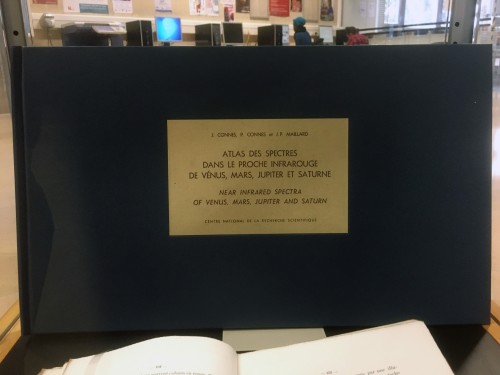 J. CONNES, P. CONNES et J.P. MAILLARD
ATLAS DES SPECTRES
DANS LE PROCHE INFRAROUGE
DE VÉNUS, MARS, JUPITER ET SATURNE
NEAR INFRARED SPECTRA
OF VENUS, MARS, JUPITER AND SATURN
CENTRE NATIONAL DE LA RECHERCHE SCIENTIFIQUE